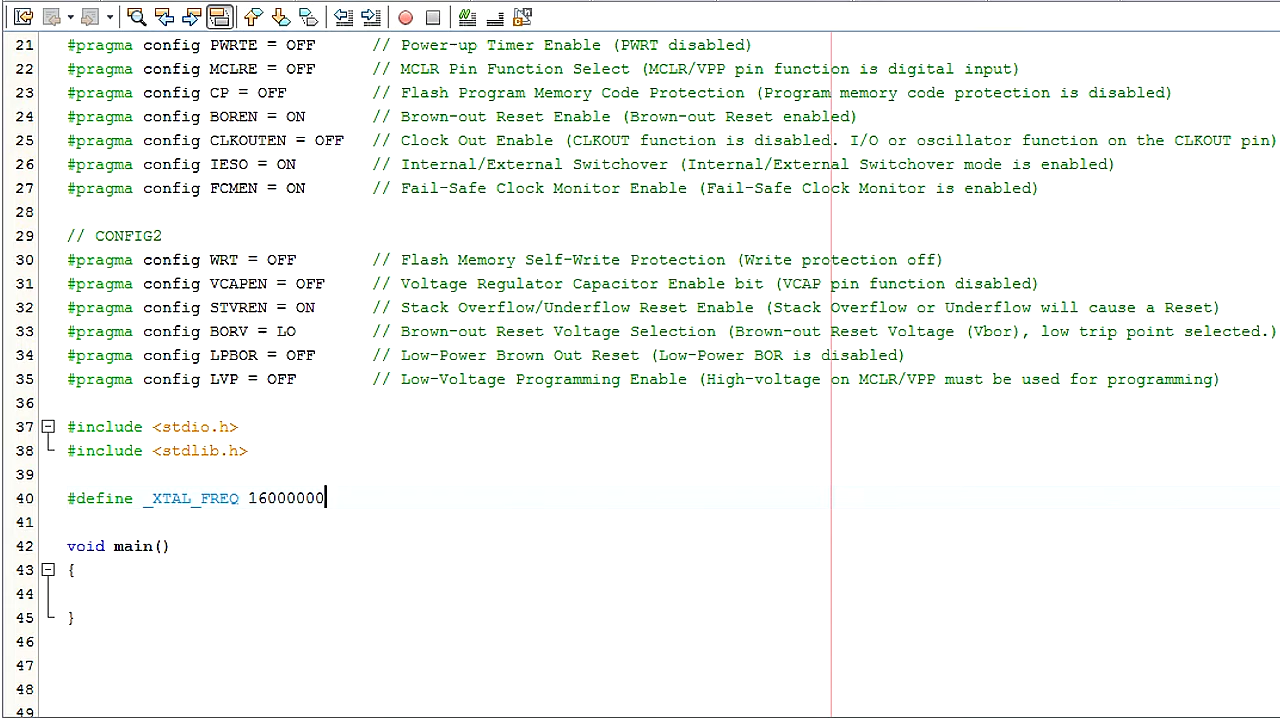 21 #pragma config PWRTE = OFF // Power-up Timer Enable (PWRT disabled)
22 #pragma config MCLRE = OFF // MCLR Pin Function Select (MCLR/VPP pin function is digital input)
23 #pragma config CP = OFF // Flash Program Memory Code Protection (Program memory code protection is disabled)
24 #pragma config BOREN = ON // Brown-out Reset Enable (Brown-out Reset enabled)
25 #pragma config CLKOUTEN = OFF // Clock Out Enable (CLKOUT function is disabled. I/O or oscillator function on the CLKOUT pin)
26 #pragma config IESO = ON // Internal/External Switchover (Internal/External Switchover mode is enabled)
27 #pragma config FCMEN = ON // Fail-Safe Clock Monitor Enable (Fail-Safe Clock Monitor is enabled)
28
29 // CONFIG2
30 #pragma config WRT = OFF // Flash Memory Self-Write Protection (Write protection off)
31 #pragma config VCAPEN = OFF // Voltage Regulator Capacitor Enable bit (VCAP pin function disabled)
32 #pragma config STVREN = ON // Stack Overflow/Underflow Reset Enable (Stack Overflow or Underflow will cause a Reset)
33 #pragma config BORV = LO // Brown-out Reset Voltage Selection (Brown-out Reset Voltage (Vbor), low trip point selected.)
34 #pragma config LPBOR = OFF // Low-Power Brown Out Reset (Low-Power BOR is disabled)
35 #pragma config LVP = OFF // Low-Voltage Programming Enable (High-voltage on MCLR/VPP must be used for programming)
36
37 #include <stdio.h>
38 #include <stdlib.h>
39
40 #define _XTAL_FREQ 16000000
41
42 void main()
43 {
44
45 }
46
47
48
49